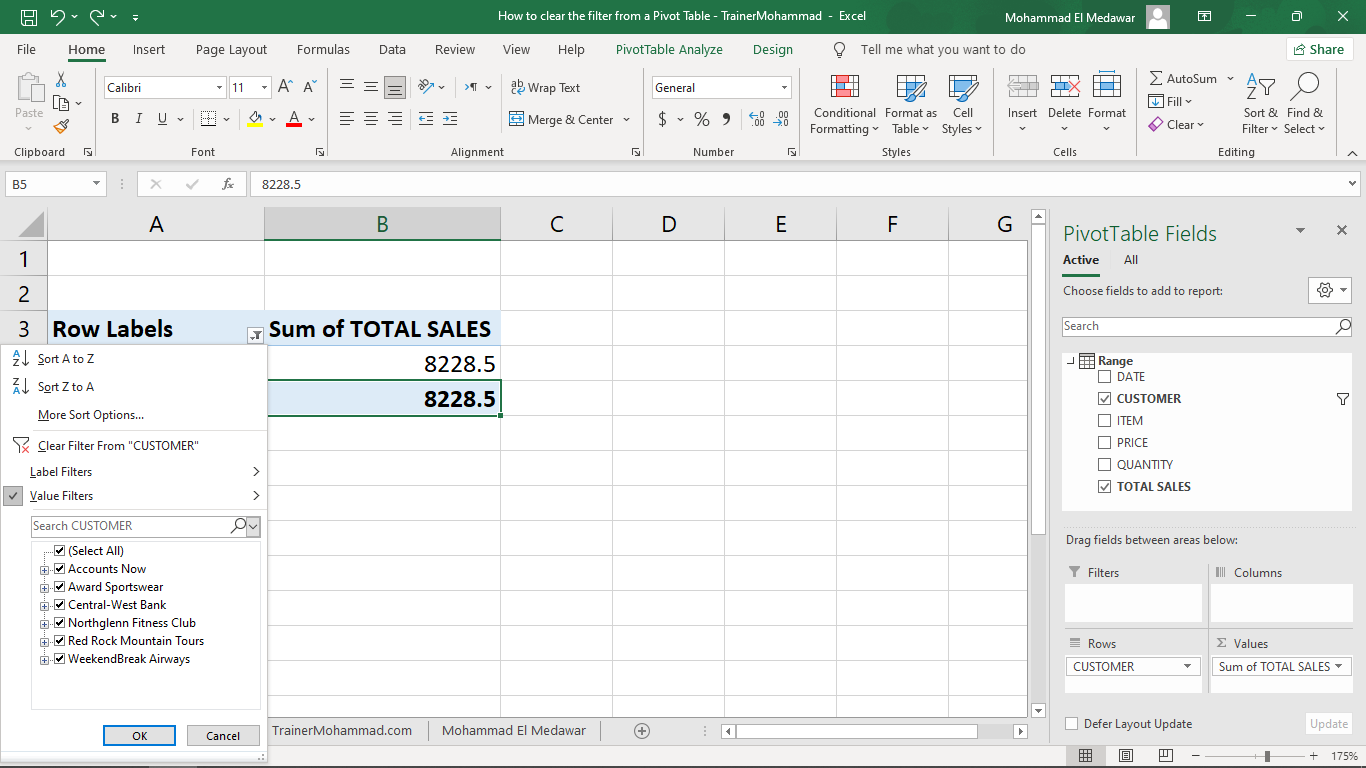 How to clear the filter from a Pivot Table - TrainerMohammad - Excel
Mohammad El Medawar
File Home Insert Page Layout Formulas Data Review View Help PivotTable Analyze Design Tell me what you want to do Share
Paste
Calibri 11
B I U
Wrap Text
Merge & Center
General
$ % ,
Conditional Formatting
Format as Table
Cell Styles
Insert Delete Format
AutoSum
Fill
Clear
Sort & Filter
Find & Select
Clipboard Font Alignment Number Styles Cells Editing
B5 fx 8228.5
A B C D E F G
1
2
3 Row Labels Sum of TOTAL SALES
8228.5
8228.5
Sort A to Z
Sort Z to A
More Sort Options...
Clear Filter From "CUSTOMER"
Label Filters
Value Filters
Search CUSTOMER
(Select All)
Accounts Now
Award Sportswear
Central-West Bank
Northglenn Fitness Club
Red Rock Mountain Tours
WeekendBreak Airways
OK Cancel
TrainerMohammad.com Mohammad El Medawar
PivotTable Fields
Active All
Choose fields to add to report:
Search
Range
DATE
CUSTOMER
ITEM
PRICE
QUANTITY
TOTAL SALES
Drag fields between areas below:
Filters Columns
Rows Σ Values
CUSTOMER Sum of TOTAL SALES
Defer Layout Update Update
175%